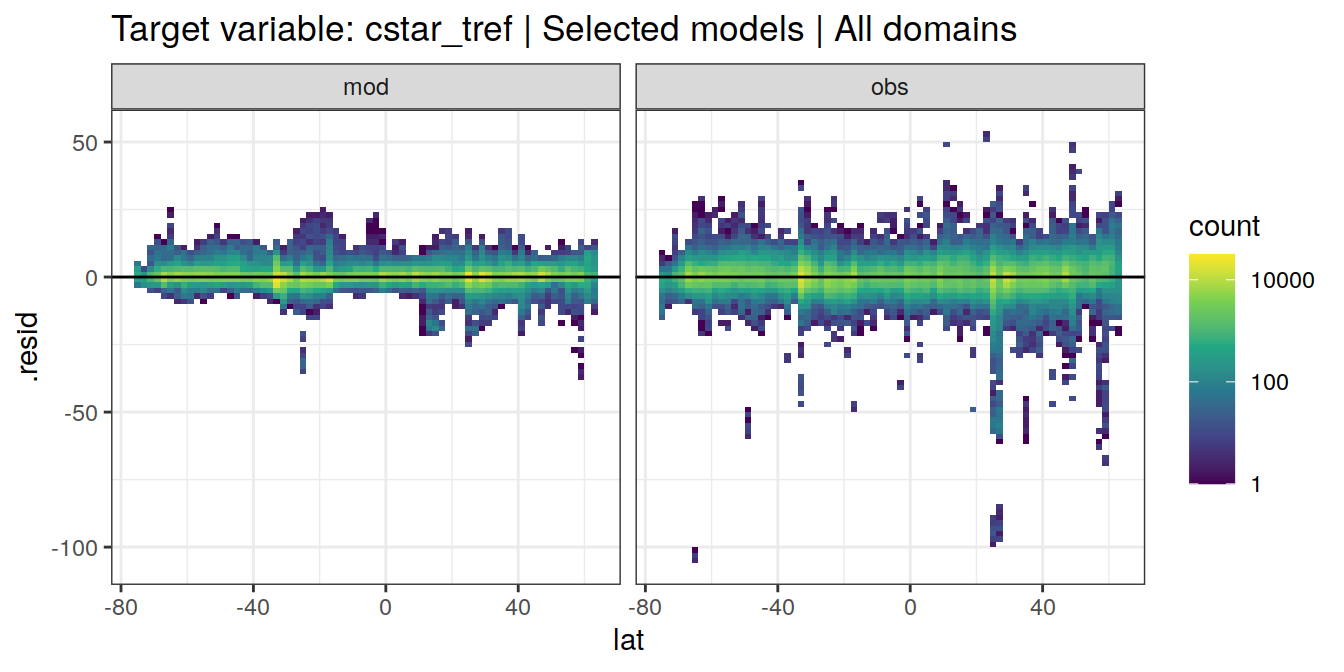 Target variable: cstar_tref | Selected models | All domains
mod
obs
50
0
-50
-100
.resid
-80
-40
0
40
-80
-40
0
40
lat
count
10000
100
1